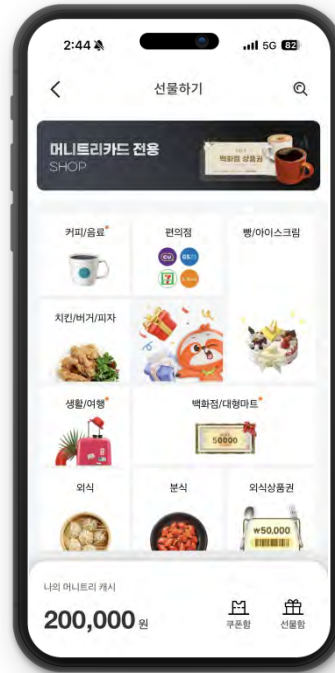 2:44
5G 82
선물하기
머니트리카드 전용
SHOP
백화점 상품권
커피/음료
편의점
빵/아이스크림
CU GS25
7
치킨/버거/피자
생활/여행
백화점/대형마트
50000
외식
분식
외식상품권
₩50,000
나의 머니트리 캐시
200,000 원
쿠폰함
선물함